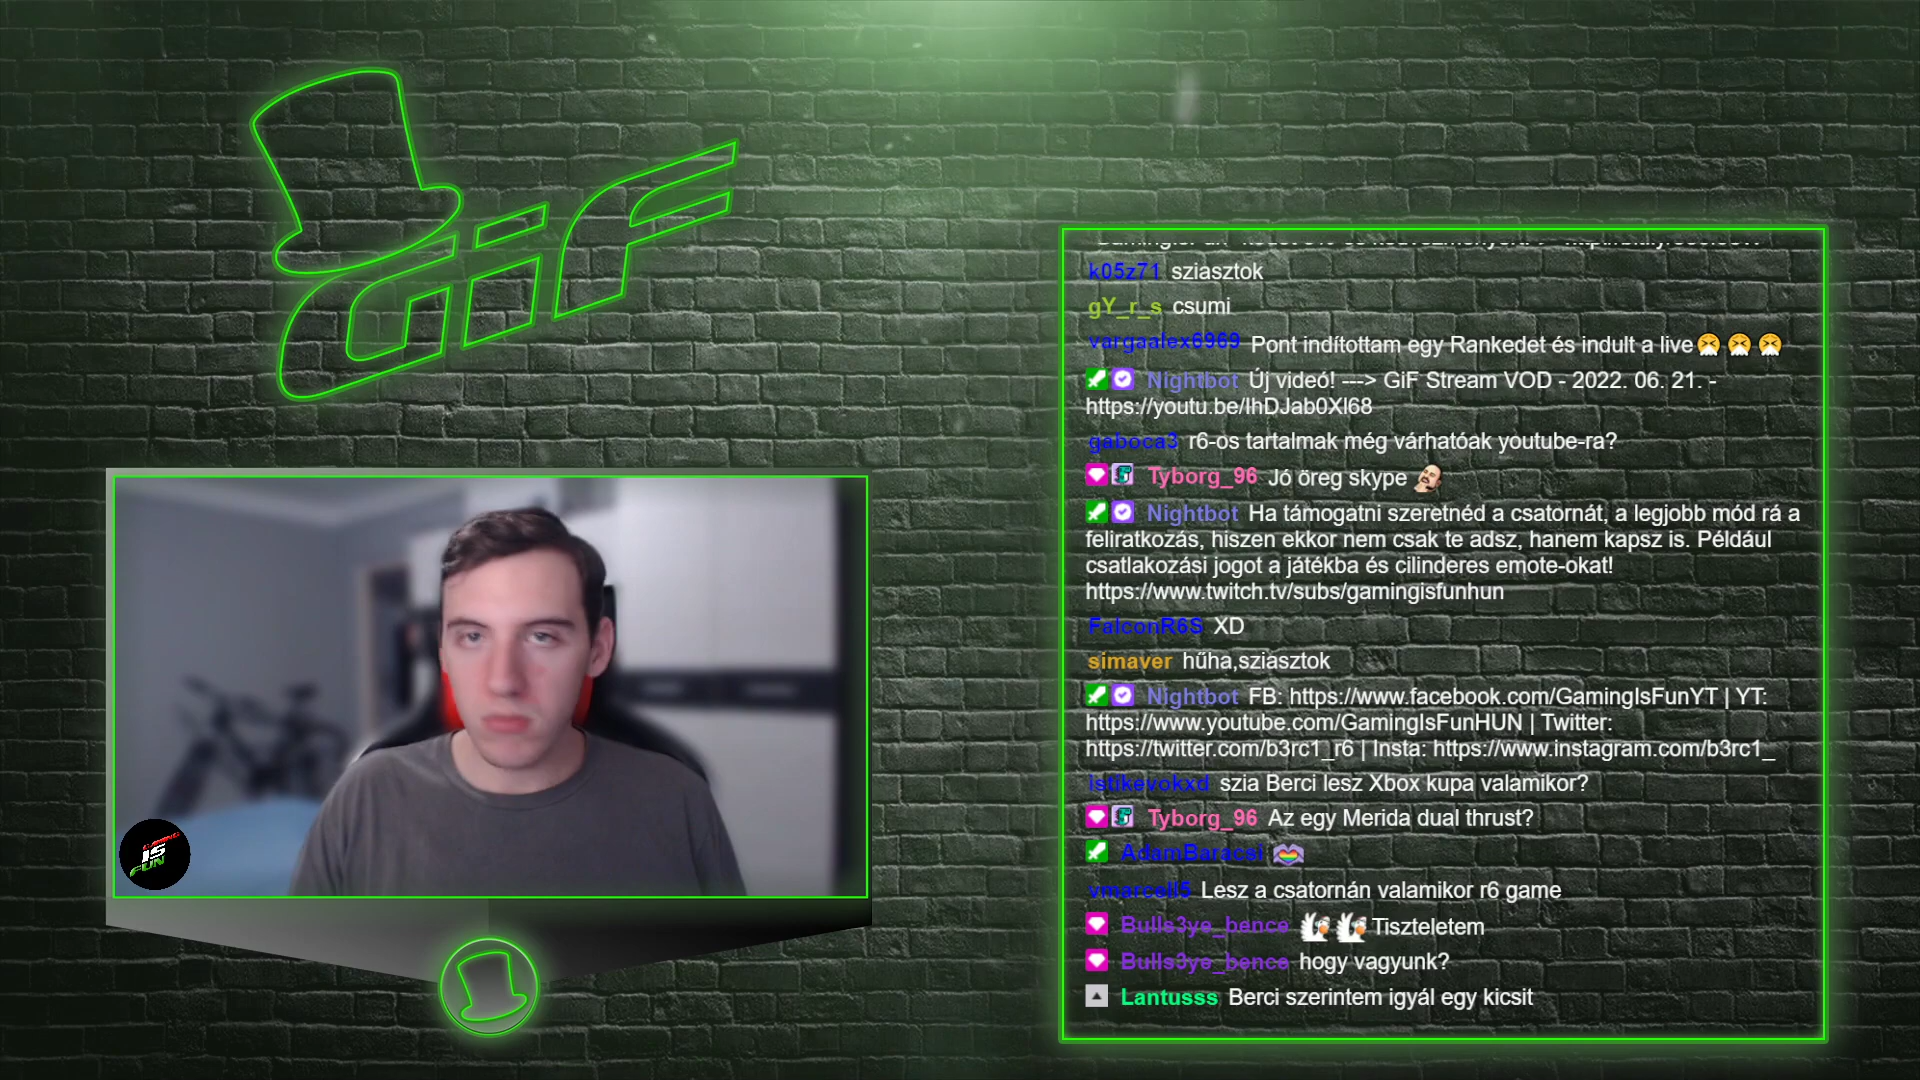 GiF
k05z71 sziasztok
gY_r_s csumi
vargaalex6969 Pont indítottam egy Rankedet és indult a live
Nightbot Új videó! ---> GiF Stream VOD - 2022. 06. 21. -
https://youtu.be/IhDJab0Xl68
gaboca3 r6-os tartalmak még várhatóak youtube-ra?
Tyborg_96 Jó öreg skype
Nightbot Ha támogatni szeretnéd a csatornát, a legjobb mód rá a
feliratkozás, hiszen ekkor nem csak te adsz, hanem kapsz is. Például
csatlakozási jogot a játékba és cilinderes emote-okat!
https://www.twitch.tv/subs/gamingisfunhun
FalconR6S XD
simaver hűha,sziasztok
Nightbot FB: https://www.facebook.com/GamingIsFunYT | YT:
https://www.youtube.com/GamingIsFunHUN | Twitter:
https://twitter.com/b3rc1_r6 | Insta: https://www.instagram.com/b3rc1_
istikevokxd szia Berci lesz Xbox kupa valamikor?
Tyborg_96 Az egy Merida dual thrust?
AdamBaracsi
vmarcell5 Lesz a csatornán valamikor r6 game
Bulls3ye_bence Tiszteletem
Bulls3ye_bence hogy vagyunk?
Lantusss Berci szerintem igyál egy kicsit
GAMING
IS
FUN